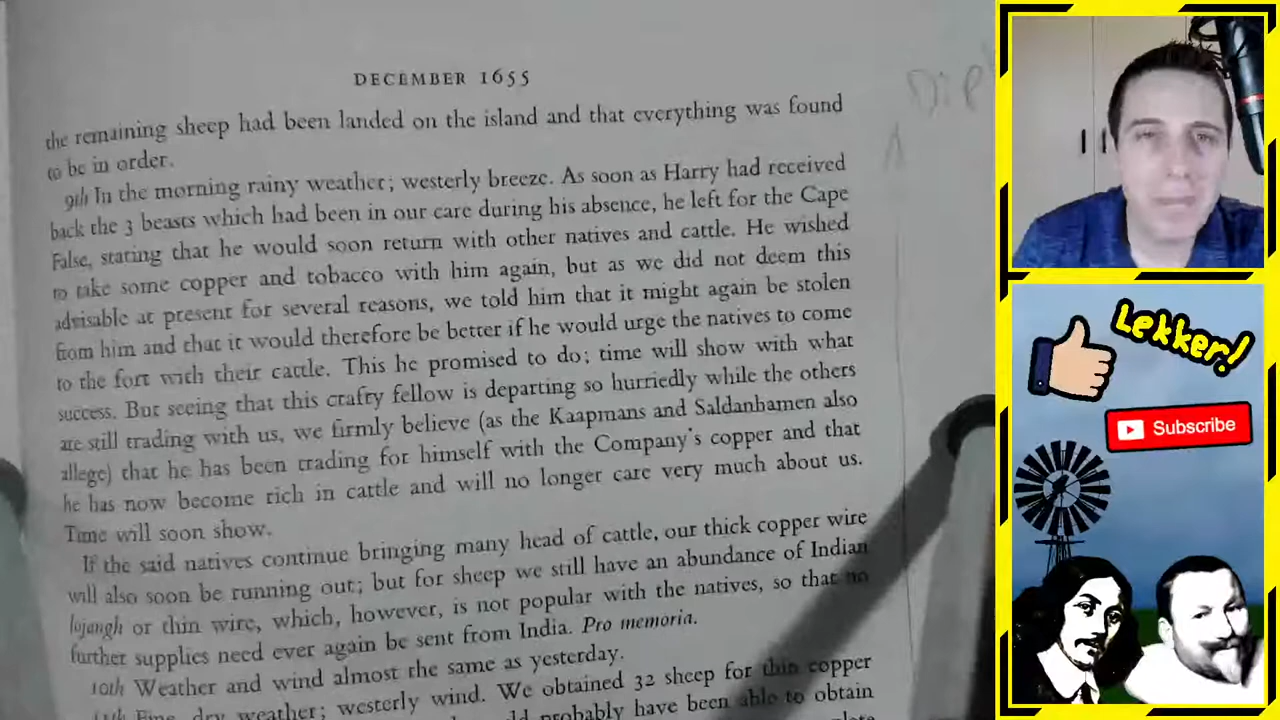 DECEMBER 1655
the remaining sheep had been landed on the island and that everything was found
to be in order.
9th In the morning rainy weather; westerly breeze. As soon as Harry had received
back the 3 beasts which had been in our care during his absence, he left for the Cape
False, stating that he would soon return with other natives and cattle. He wished
to take some copper and tobacco with him again, but as we did not deem this
advisable at present for several reasons, we told him that it might again be stolen
from him and that it would therefore be better if he would urge the natives to come
to the fort with their cattle. This he promised to do; time will show with what
success. But seeing that this crafty fellow is departing so hurriedly while the others
are still trading with us, we firmly believe (as the Kaapmans and Saldanhamen also
allege) that he has been trading for himself with the Company's copper and that
he has now become rich in cattle and will no longer care very much about us.
Time will soon show.
If the said natives continue bringing many head of cattle, our thick copper wire
will also soon be running out; but for sheep we still have an abundance of Indian
lojangh or thin wire, which, however, is not popular with the natives, so that no
further supplies need ever again be sent from India. Pro memoria.
10th Weather and wind almost the same as yesterday.
11th Fine, dry weather; westerly wind. We obtained 32 sheep for thin copper
probably have been able to obtain
Lekker!
Subscribe